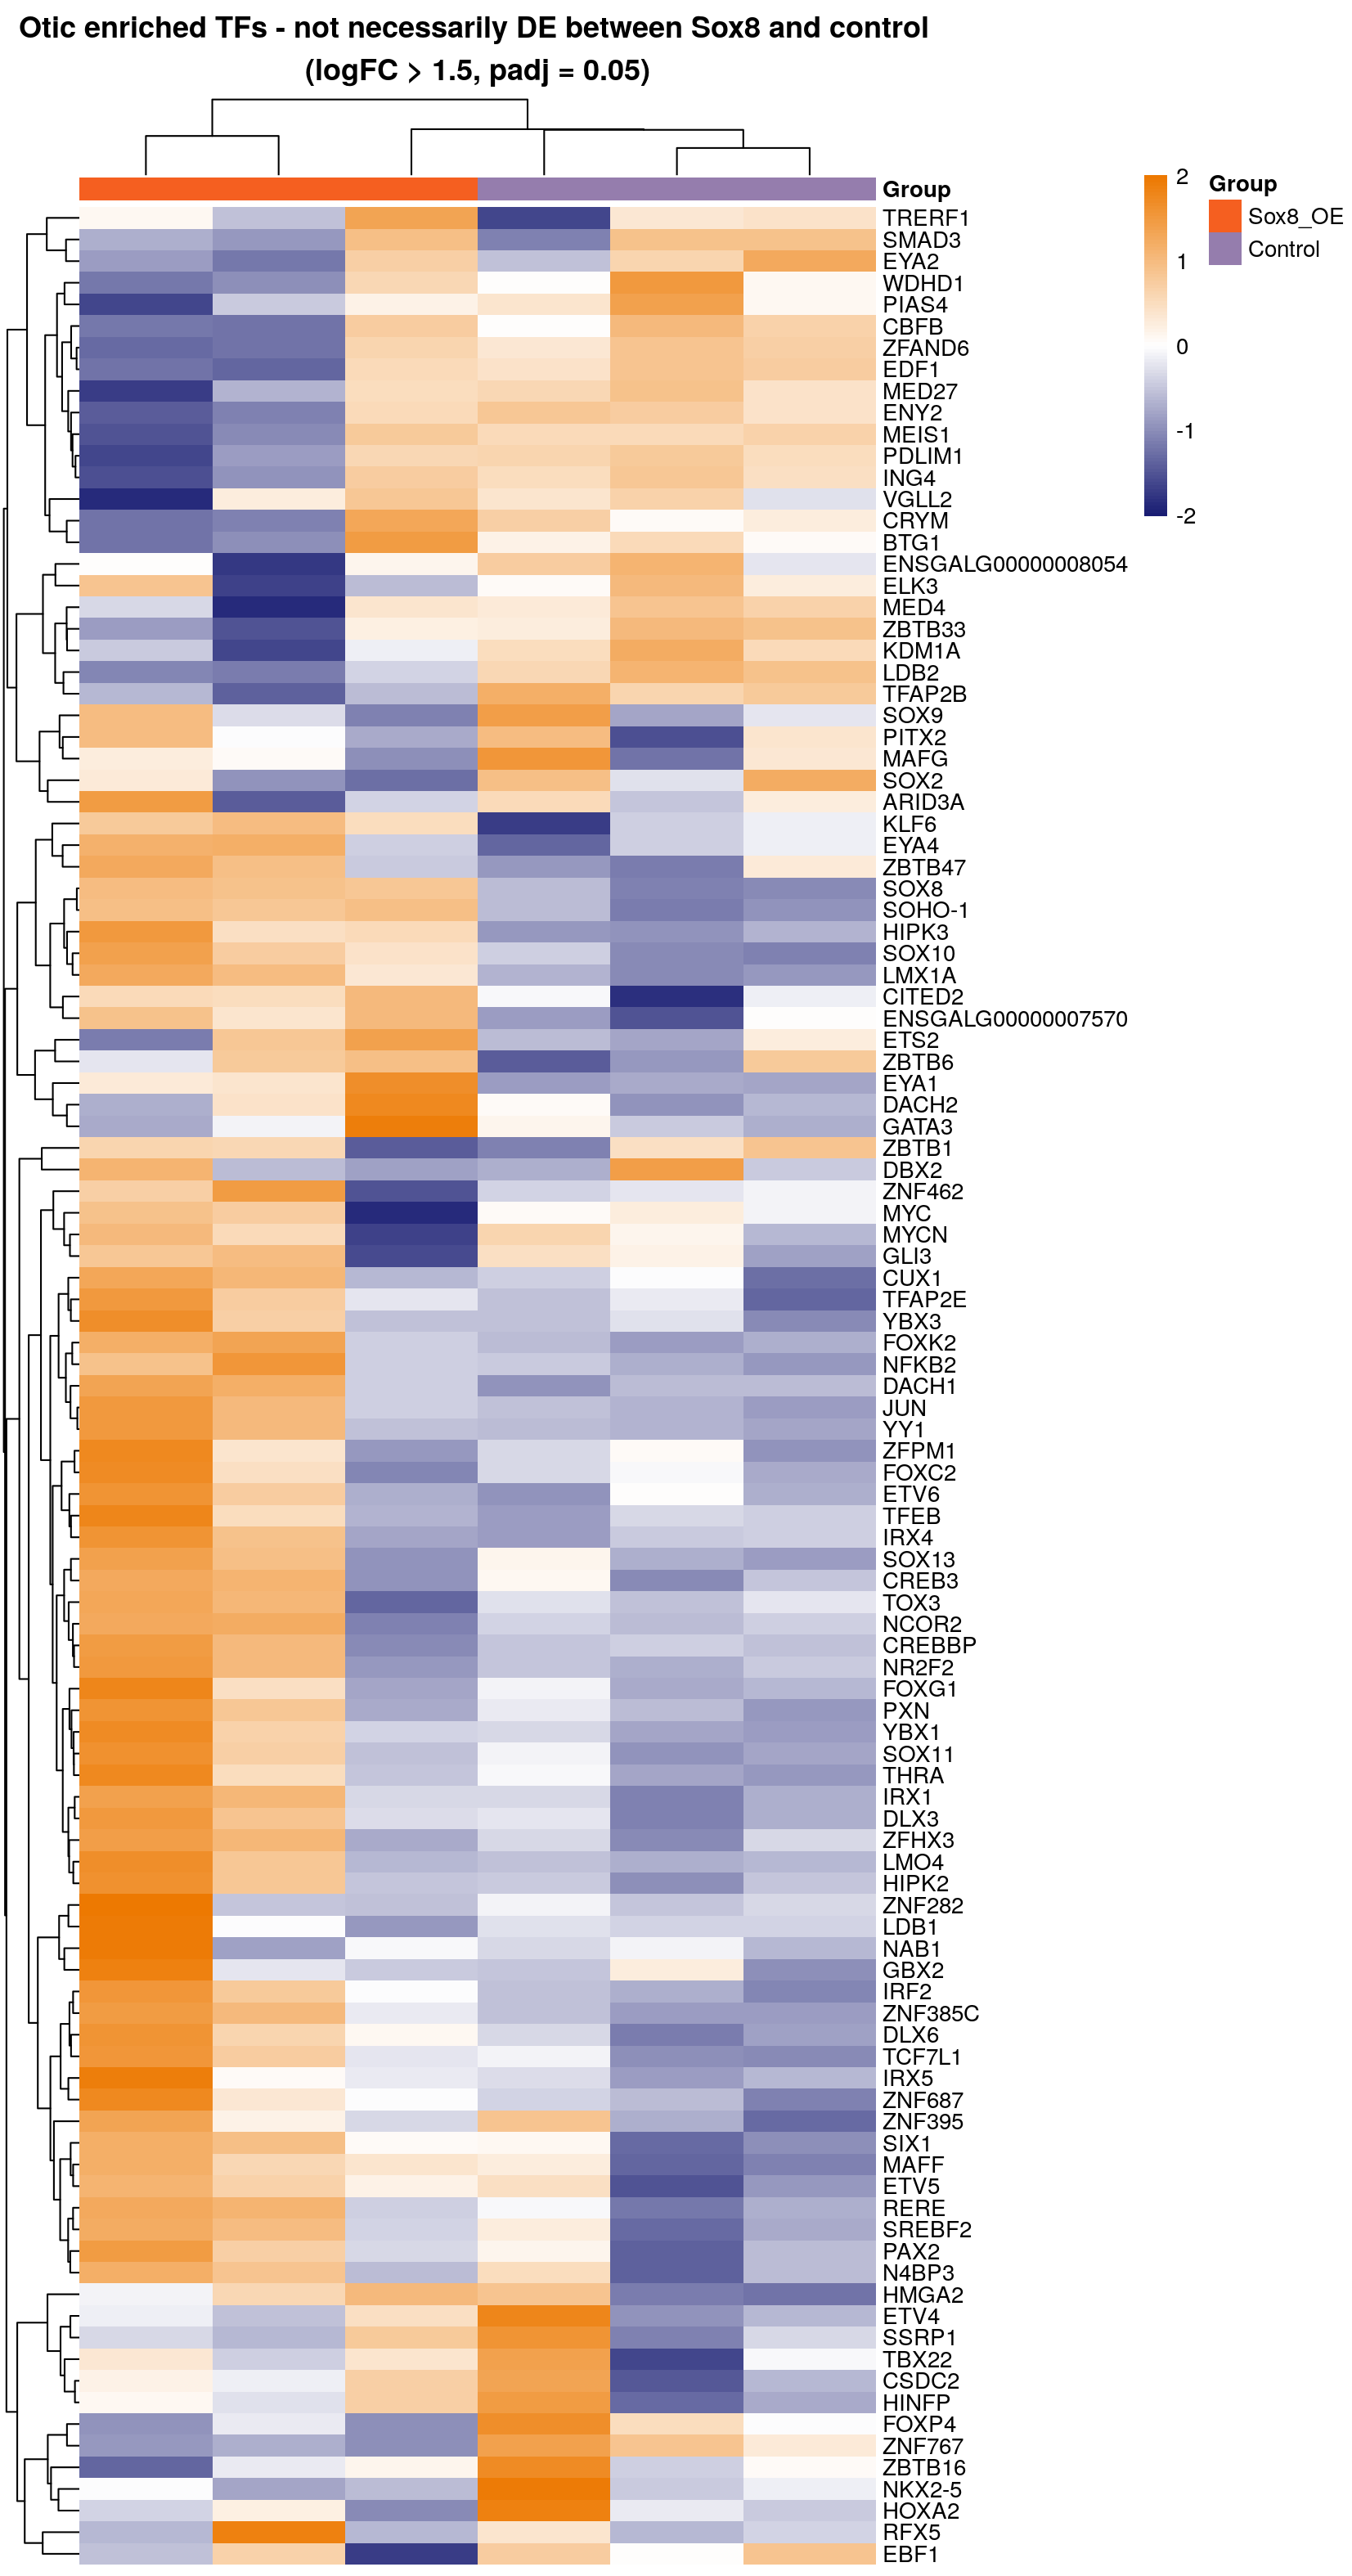 Otic enriched TFs - not necessarily DE between Sox8 and control
(logFC > 1.5, padj = 0.05)
Group
2
1
0
-1
-2
Group
Sox8_OE
Control
TRERF1
SMAD3
EYA2
WDHD1
PIAS4
CBFB
ZFAND6
EDF1
MED27
ENY2
MEIS1
PDLIM1
ING4
VGLL2
CRYM
BTG1
ENSGALG00000008054
ELK3
MED4
ZBTB33
KDM1A
LDB2
TFAP2B
SOX9
PITX2
MAFG
SOX2
ARID3A
KLF6
EYA4
ZBTB47
SOX8
SOHO-1
HIPK3
SOX10
LMX1A
CITED2
ENSGALG00000007570
ETS2
ZBTB6
EYA1
DACH2
GATA3
ZBTB1
DBX2
ZNF462
MYC
MYCN
GLI3
CUX1
TFAP2E
YBX3
FOXK2
NFKB2
DACH1
JUN
YY1
ZFPM1
FOXC2
ETV6
TFEB
IRX4
SOX13
CREB3
TOX3
NCOR2
CREBBP
NR2F2
FOXG1
PXN
YBX1
SOX11
THRA
IRX1
DLX3
ZFHX3
LMO4
HIPK2
ZNF282
LDB1
NAB1
GBX2
IRF2
ZNF385C
DLX6
TCF7L1
IRX5
ZNF687
ZNF395
SIX1
MAFF
ETV5
RERE
SREBF2
PAX2
N4BP3
HMGA2
ETV4
SSRP1
TBX22
CSDC2
HINFP
FOXP4
ZNF767
ZBTB16
NKX2-5
HOXA2
RFX5
EBF1